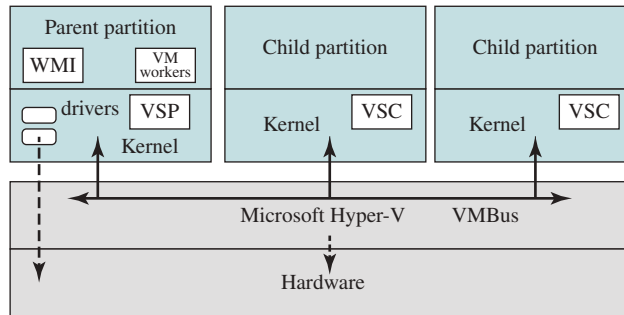 Parent partition
WMI
VM
workers
drivers
VSP
Kernel
Child partition
Kernel
VSC
Child partition
Kernel
VSC
Microsoft Hyper-V
VMBus
Hardware